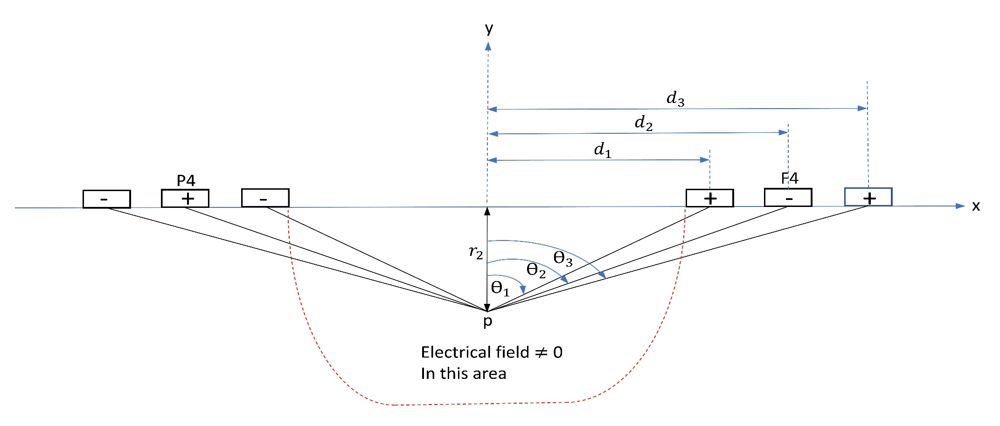 y
d₃
d₂
d₁
P4
F4
- + - + - +
x
r₂
Θ₃
Θ₂
Θ₁
p
Electrical field ≠ 0
In this area